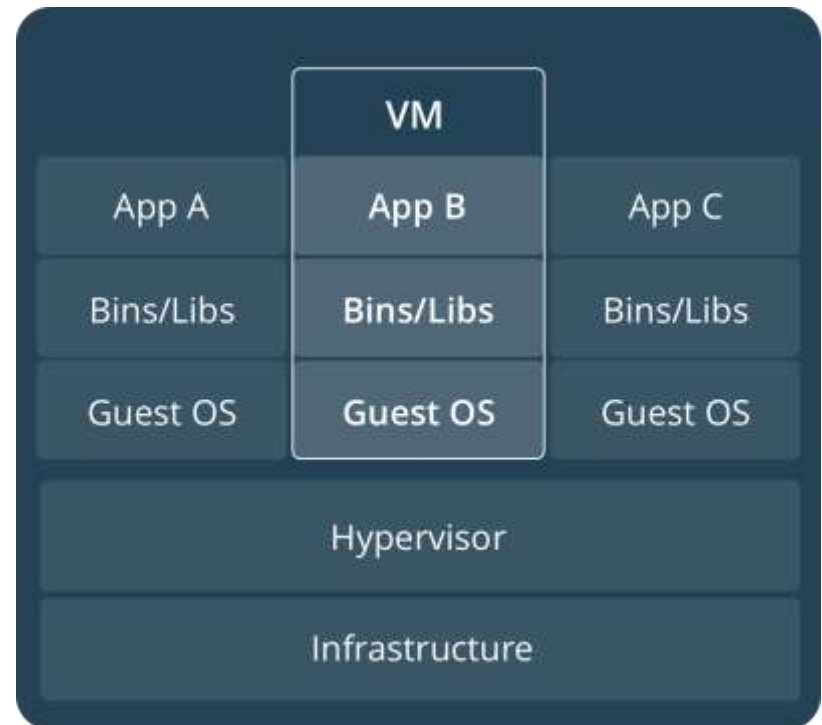 VM
App A App B App C
Bins/Libs Bins/Libs Bins/Libs
Guest OS Guest OS Guest OS
Hypervisor
Infrastructure